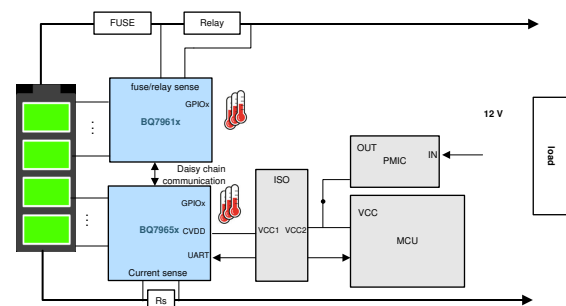 FUSE
Relay
fuse/relay sense
GPIOx
BQ7961x
12 V
load
OUT
PMIC
IN
Daisy chain
communication
ISO
GPIOx
BQ7965x
CVDD
VCC1
VCC2
VCC
MCU
UART
Current sense
Rs